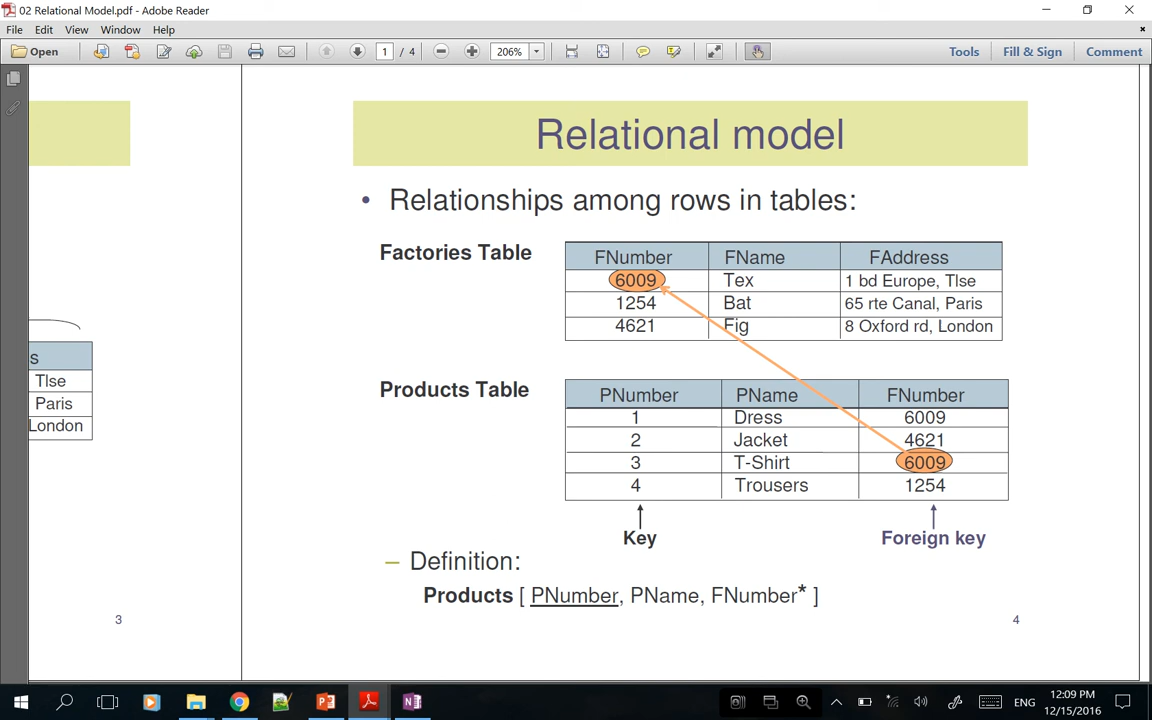 02 Relational Model.pdf - Adobe Reader
File Edit View Window Help
Open 1 / 4 206% Tools Fill & Sign Comment
Relational model
• Relationships among rows in tables:
Factories Table
FNumber FName FAddress
6009 Tex 1 bd Europe, Tlse
1254 Bat 65 rte Canal, Paris
4621 Fig 8 Oxford rd, London
s
Tlse
Paris
London
Products Table
PNumber PName FNumber
1 Dress 6009
2 Jacket 4621
3 T-Shirt 6009
4 Trousers 1254
Key Foreign key
– Definition:
Products [ PNumber, PName, FNumber* ]
3 4
ENG 12:09 PM
12/15/2016